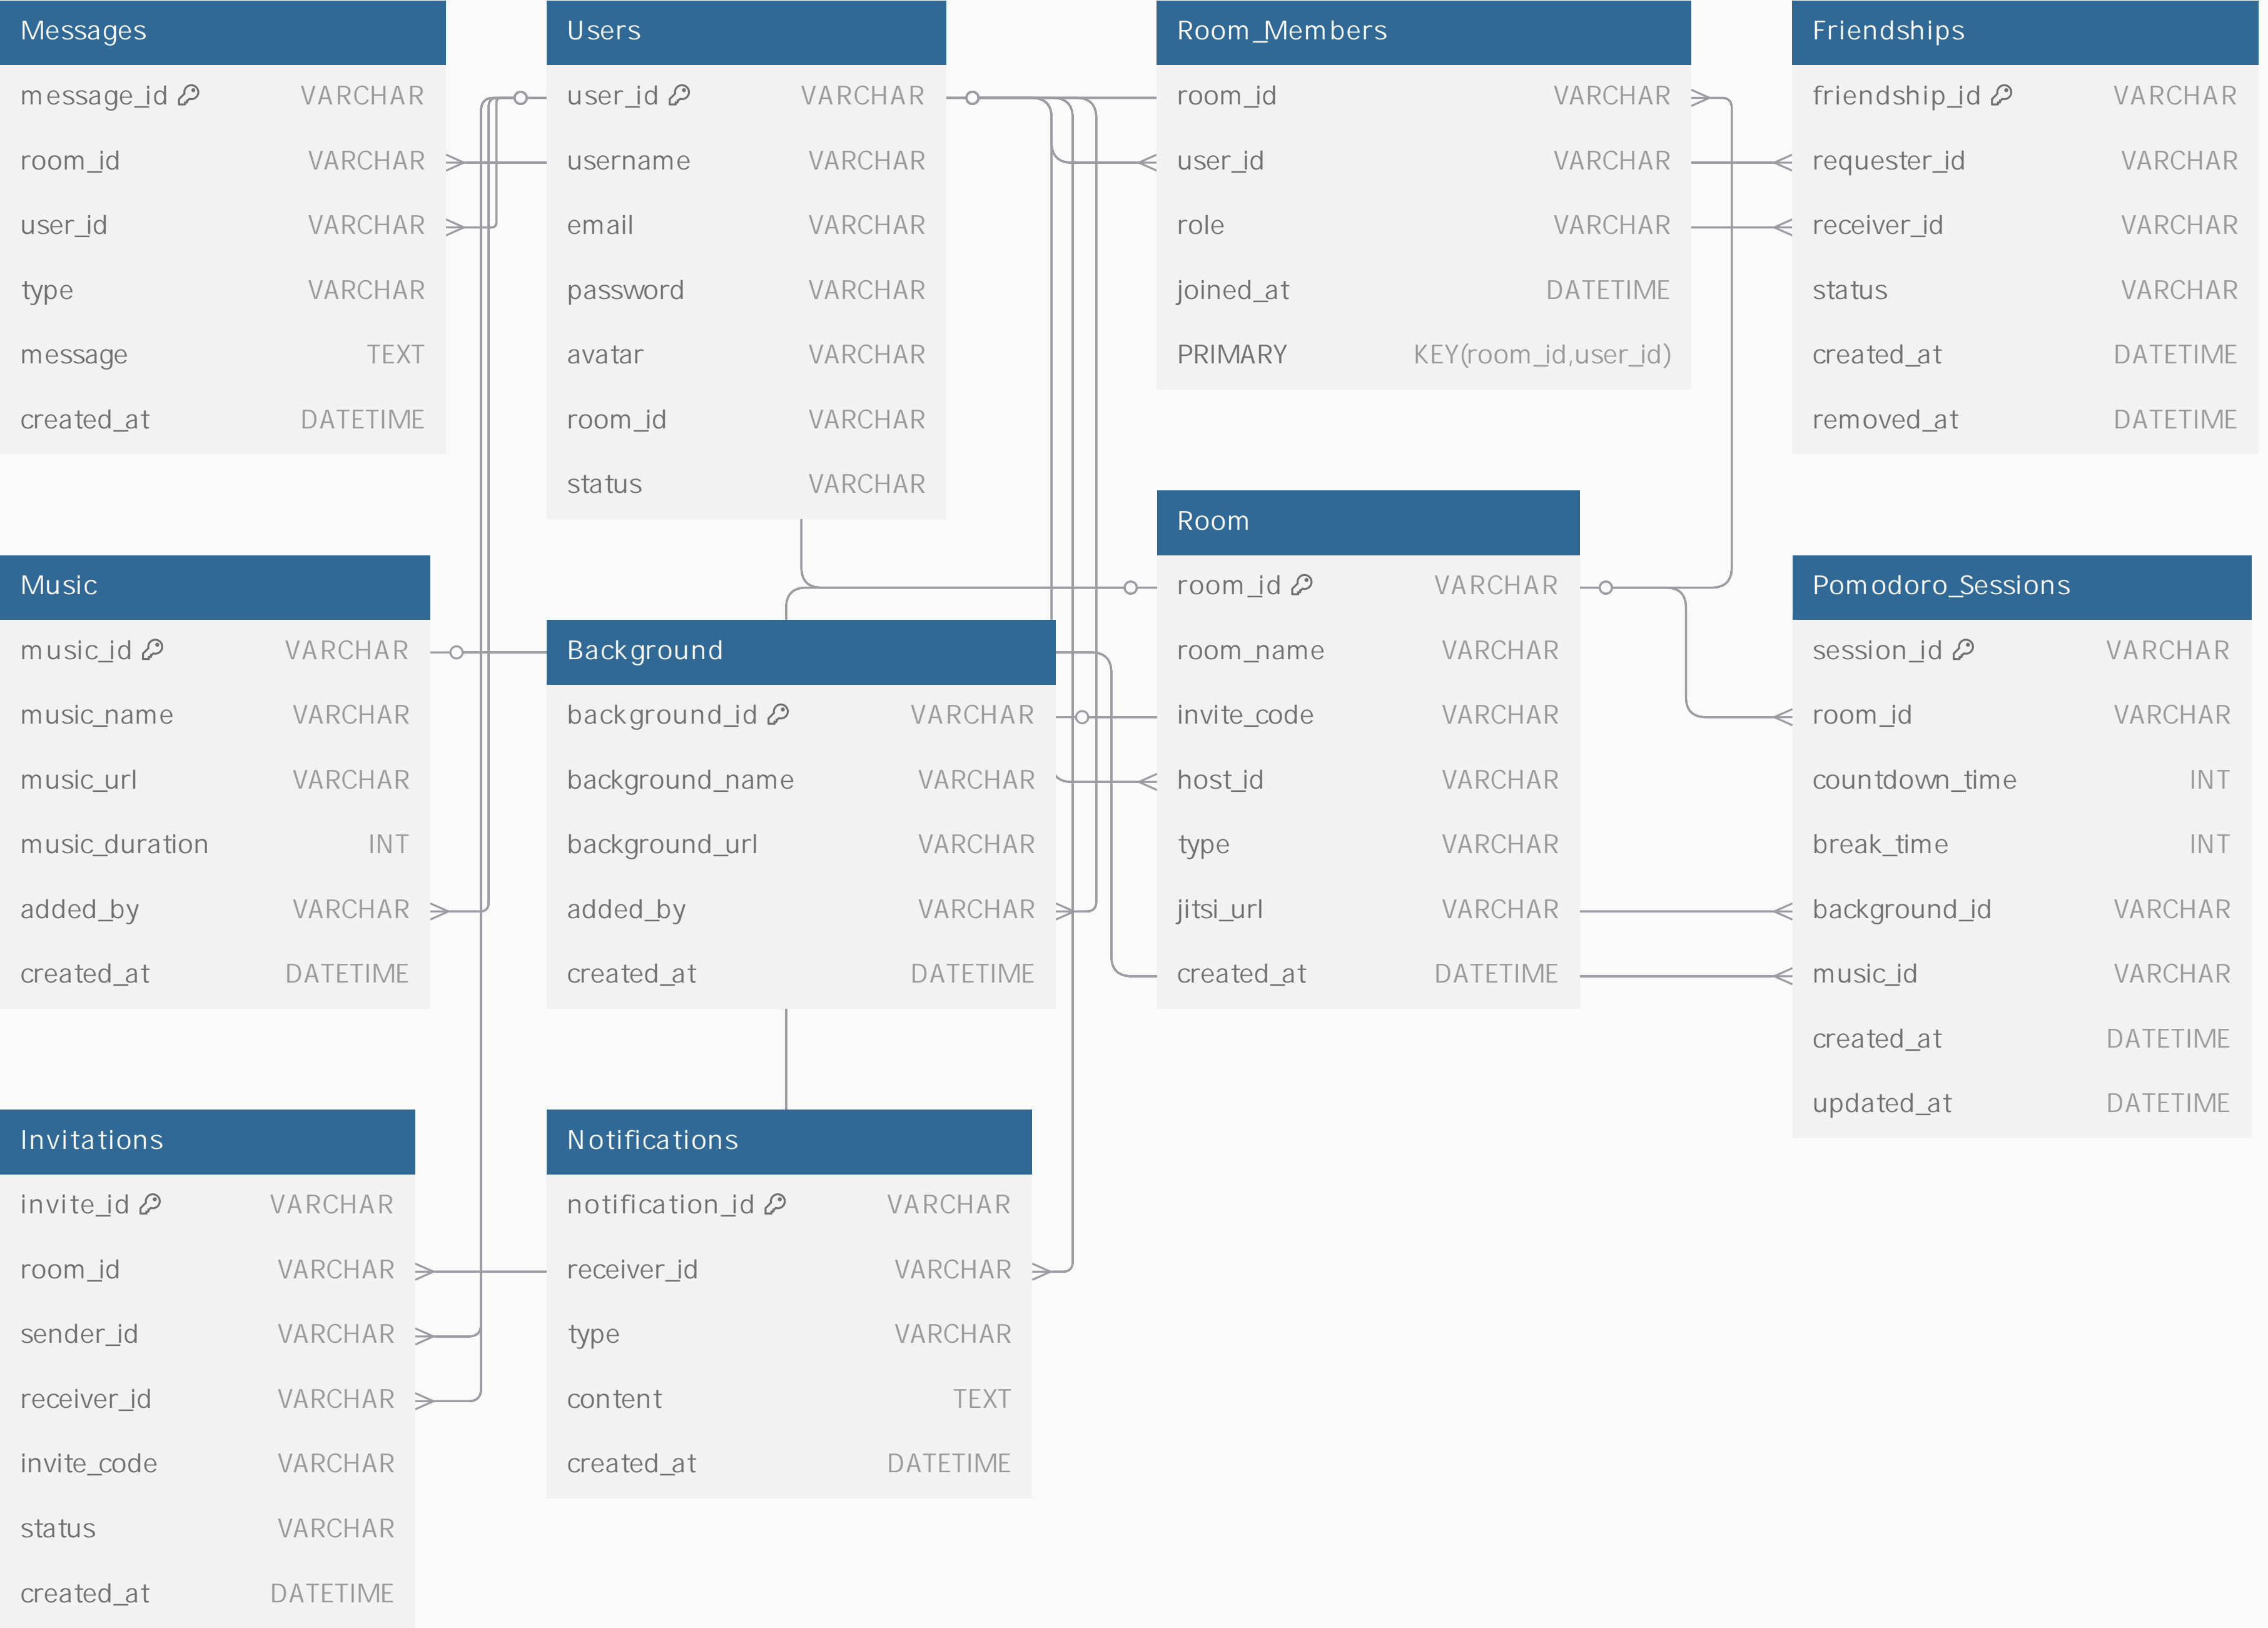 Messages
message_id VARCHAR
room_id VARCHAR
user_id VARCHAR
type VARCHAR
message TEXT
created_at DATETIME
Users
user_id VARCHAR
username VARCHAR
email VARCHAR
password VARCHAR
avatar VARCHAR
room_id VARCHAR
status VARCHAR
Room_Members
room_id VARCHAR
user_id VARCHAR
role VARCHAR
joined_at DATETIME
PRIMARY KEY(room_id,user_id)
Friendships
friendship_id VARCHAR
requester_id VARCHAR
receiver_id VARCHAR
status VARCHAR
created_at DATETIME
removed_at DATETIME
Music
music_id VARCHAR
music_name VARCHAR
music_url VARCHAR
music_duration INT
added_by VARCHAR
created_at DATETIME
Background
background_id VARCHAR
background_name VARCHAR
background_url VARCHAR
added_by VARCHAR
created_at DATETIME
Room
room_id VARCHAR
room_name VARCHAR
invite_code VARCHAR
host_id VARCHAR
type VARCHAR
jitsi_url VARCHAR
created_at DATETIME
Pomodoro_Sessions
session_id VARCHAR
room_id VARCHAR
countdown_time INT
break_time INT
background_id VARCHAR
music_id VARCHAR
created_at DATETIME
updated_at DATETIME
Invitations
invite_id VARCHAR
room_id VARCHAR
sender_id VARCHAR
receiver_id VARCHAR
invite_code VARCHAR
status VARCHAR
created_at DATETIME
Notifications
notification_id VARCHAR
receiver_id VARCHAR
type VARCHAR
content TEXT
created_at DATETIME